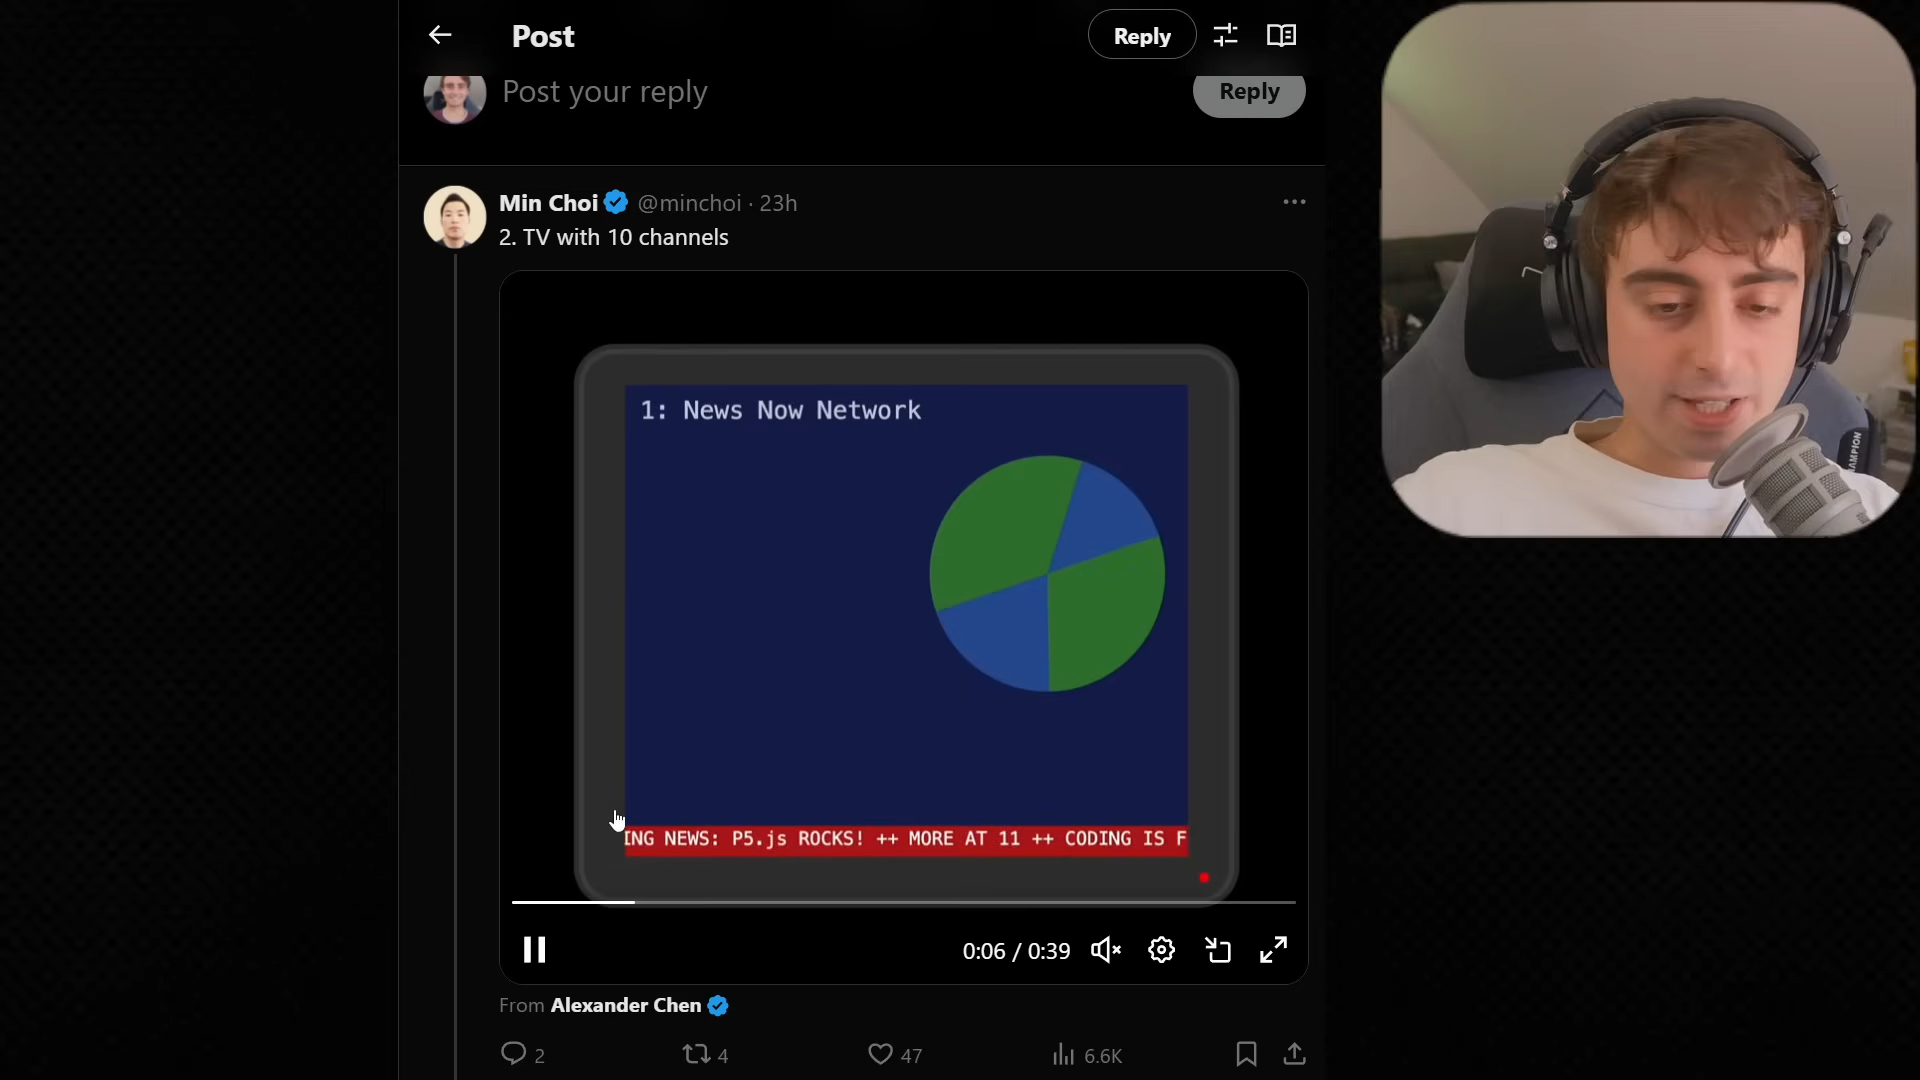 Post
Reply
Post your reply
Reply
Min Choi @minchoi · 23h
2. TV with 10 channels
1: News Now Network
ING NEWS: P5.js ROCKS! ++ MORE AT 11 ++ CODING IS F
0:06 / 0:39
From Alexander Chen
2
4
47
6.6K